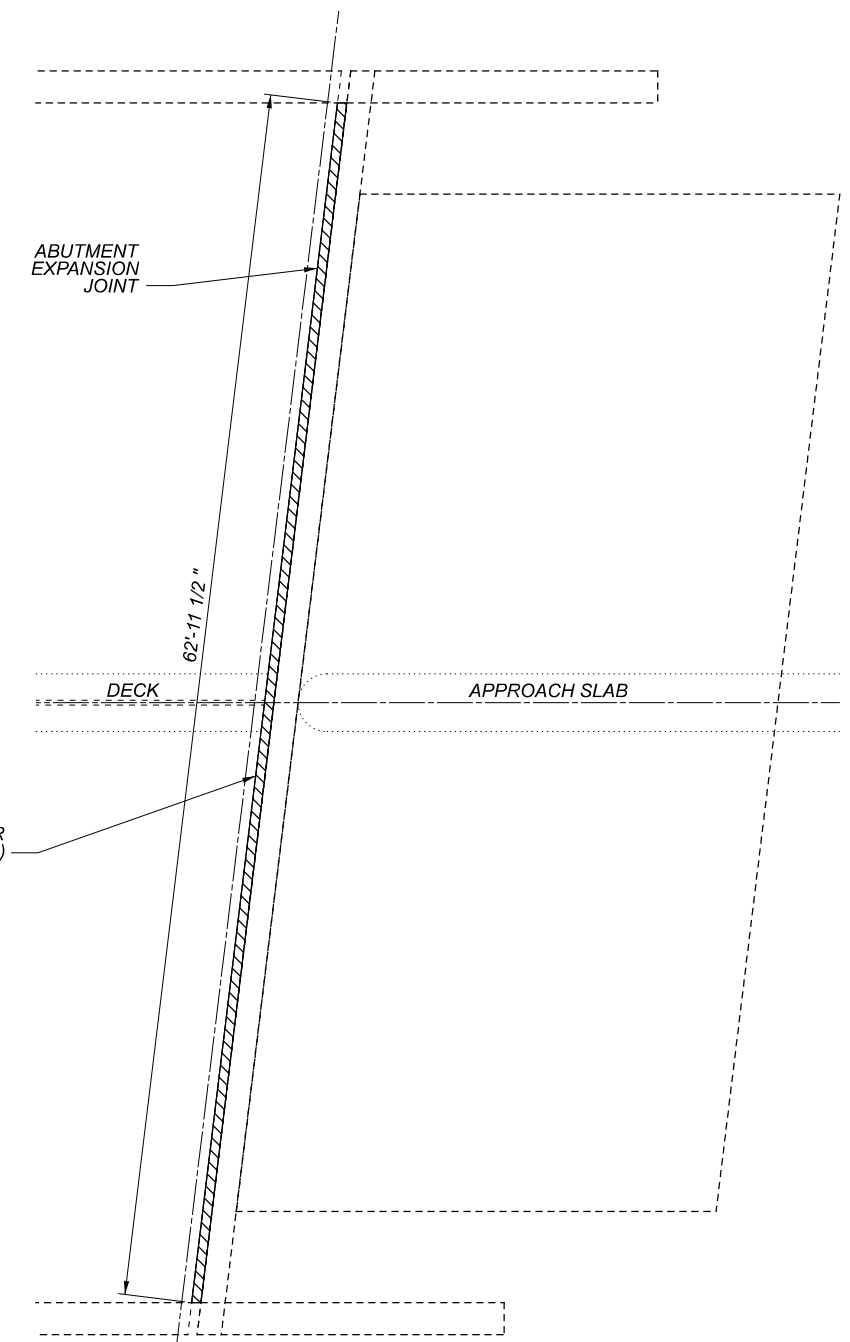 ABUTMENT
EXPANSION
JOINT
62'-11 1/2 "
DECK
APPROACH SLAB
R
)